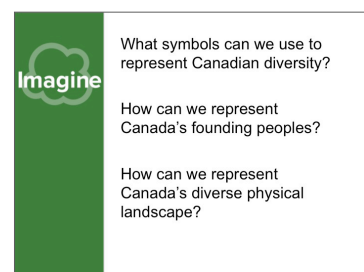 Imagine
What symbols can we use to
represent Canadian diversity?
How can we represent
Canada's founding peoples?
How can we represent
Canada's diverse physical
landscape?